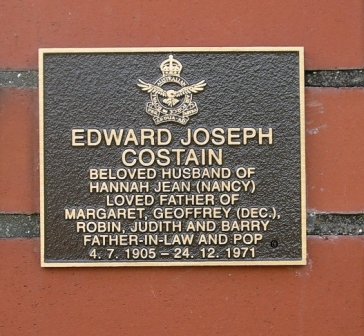 EDWARD JOSEPH
COSTAIN
BELOVED HUSBAND OF
HANNAH JEAN (NANCY)
LOVED FATHER OF
MARGARET, GEOFFREY (DEC.),
ROBIN, JUDITH AND BARRY
FATHER-IN-LAW AND POP
4. 7. 1905 – 24. 12. 1971